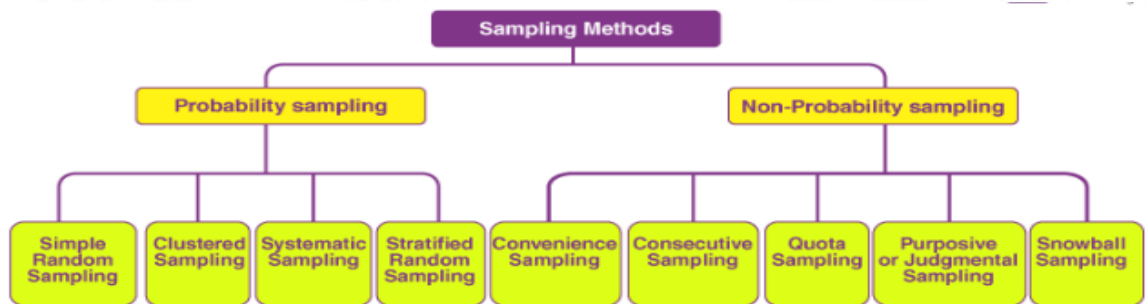 Sampling Methods
Probability sampling
Non-Probability sampling
Simple
Random
Sampling
Clustered
Sampling
Systematic
Sampling
Stratified
Random
Sampling
Convenience
Sampling
Consecutive
Sampling
Quota
Sampling
Purposive
or Judgmental
Sampling
Snowball
Sampling